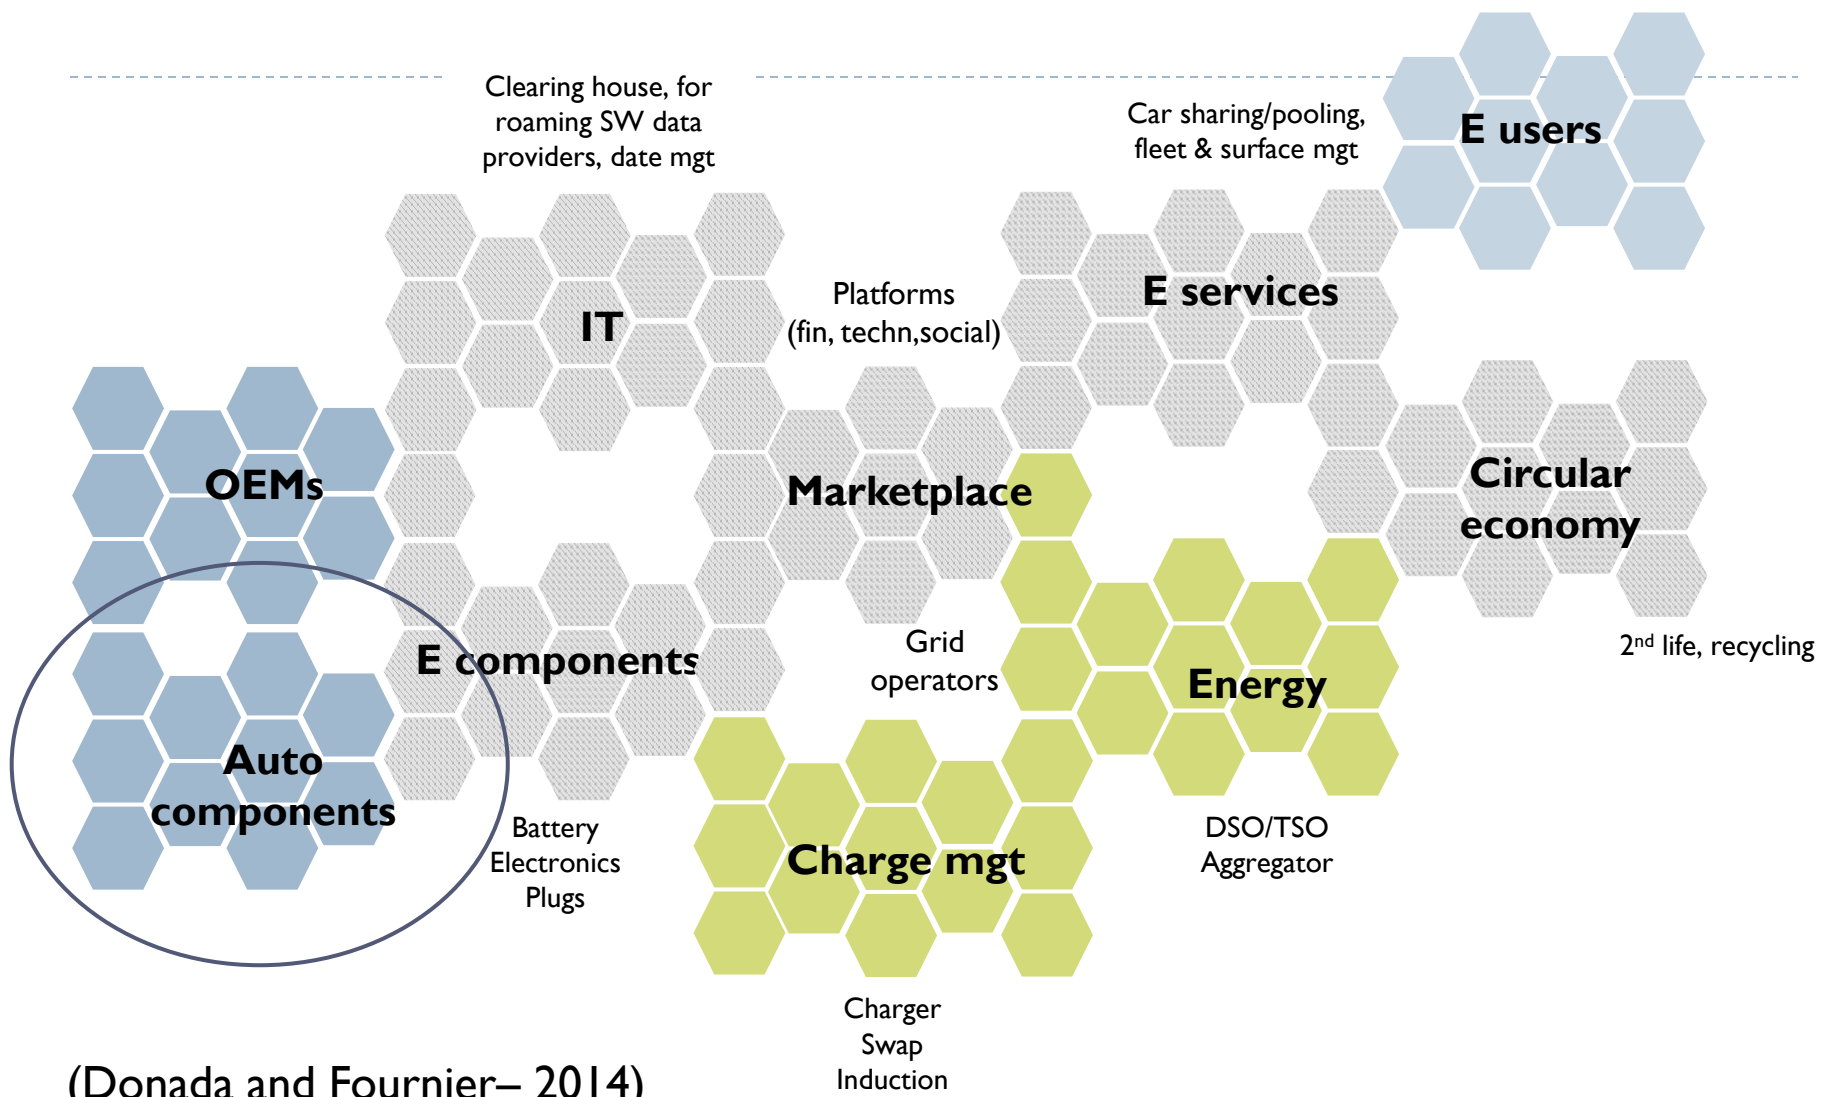 Clearing house, for
roaming SW data
providers, date mgt
Car sharing/pooling,
fleet & surface mgt
E users
IT
Platforms
(fin, techn,social)
E services
OEMs
Marketplace
Circular
economy
E components
Grid
operators
Energy
2nd life, recycling
Auto
components
Battery
Electronics
Plugs
Charge mgt
DSO/TSO
Aggregator
Charger
Swap
Induction
(Donada and Fournier– 2014)